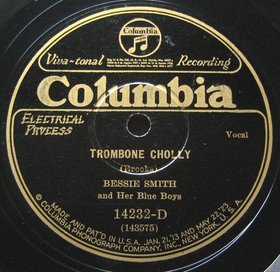 Viva-tonal Recording
Columbia
ELECTRICAL
PROCESS
Vocal
TROMBONE CHOLLY
(Brooks)
BESSIE SMITH
and Her Blue Boys
14232-D
(143575)
MADE AND PAT'D IN U.S.A. JAN. 21,'13 AND MAY 22,'23
COLUMBIA PHONOGRAPH COMPANY, INC., NEW YORK, U.S.A.